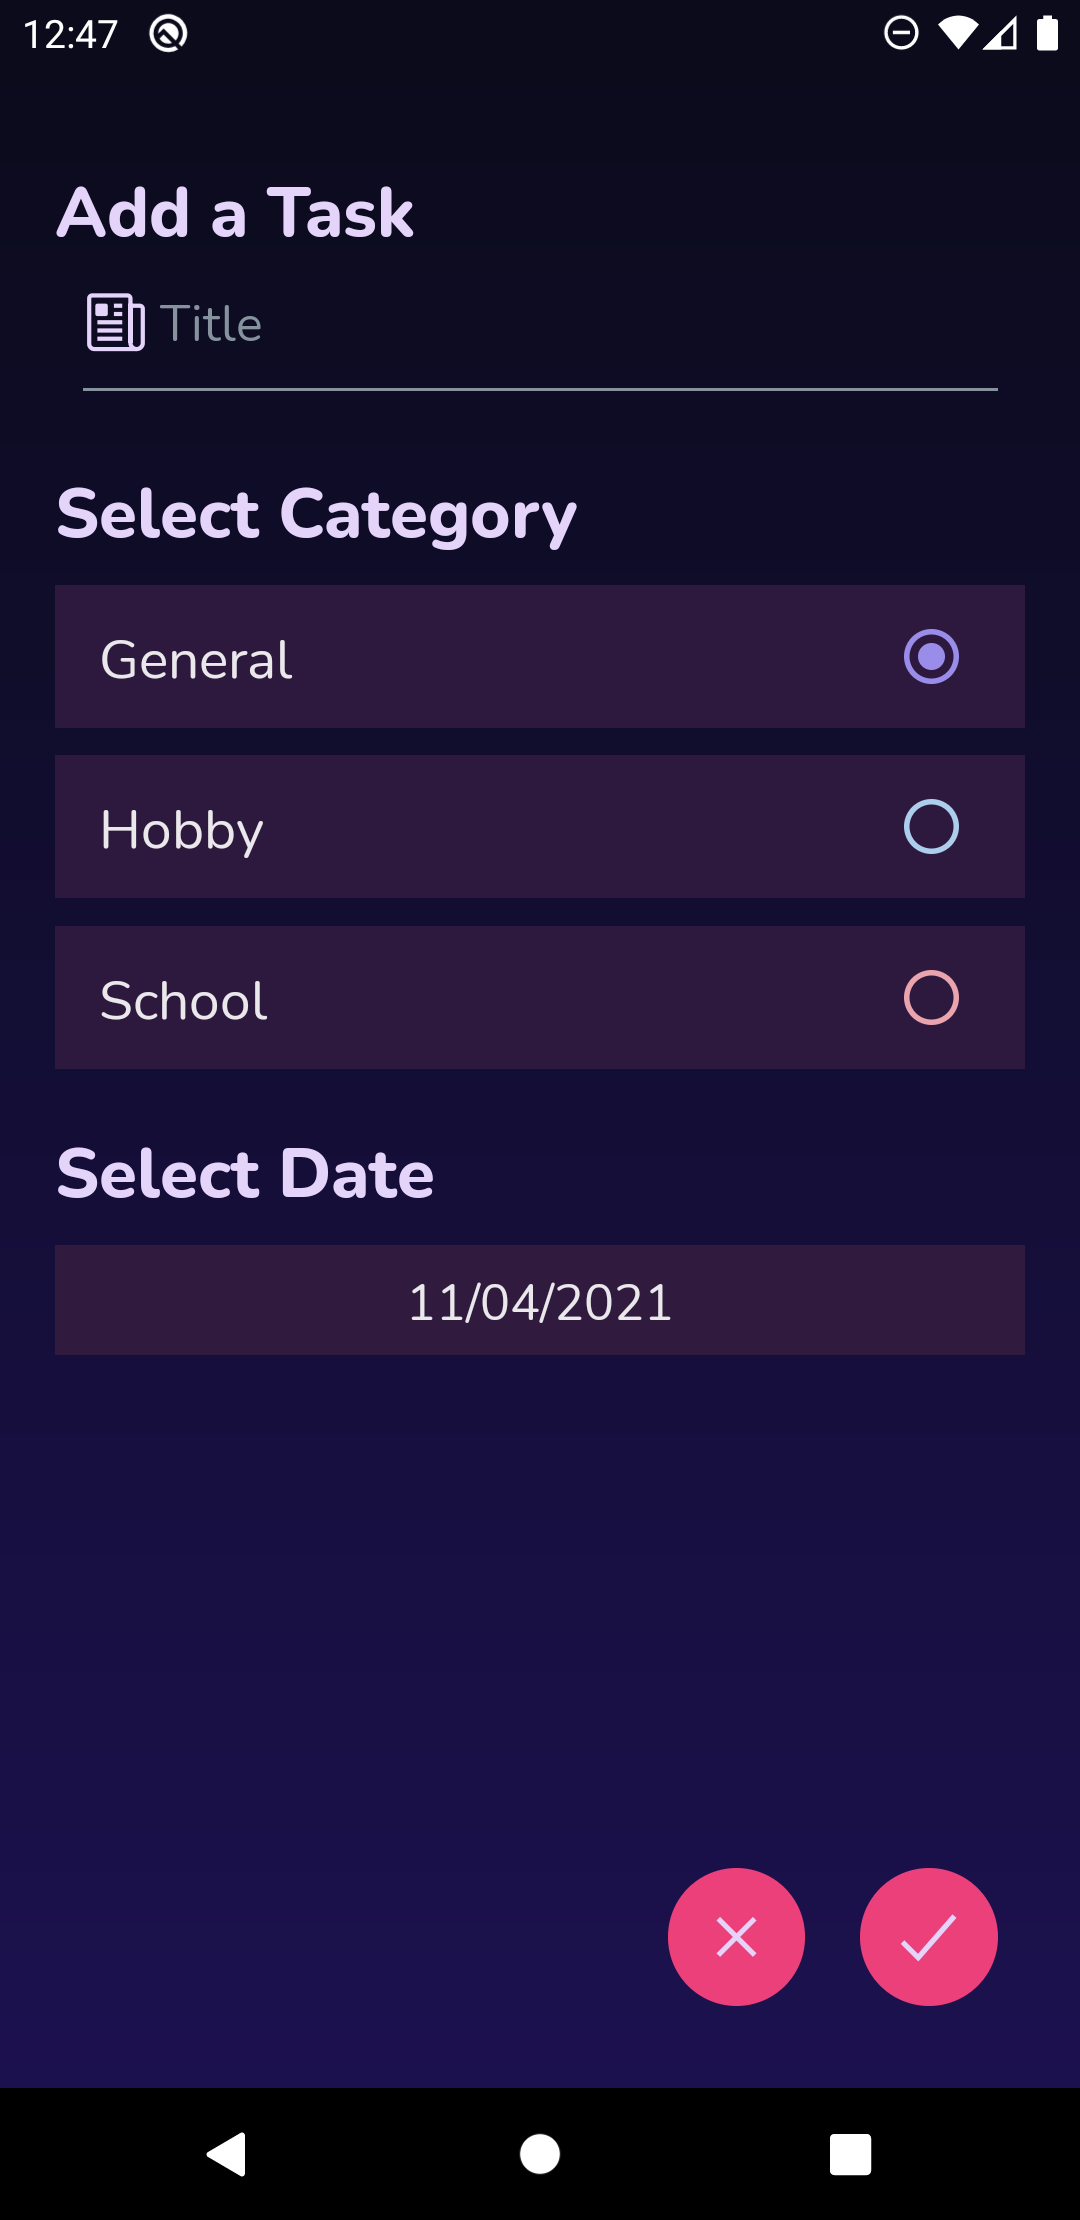 12:47
Add a Task
Title
Select Category
General
Hobby
School
Select Date
11/04/2021